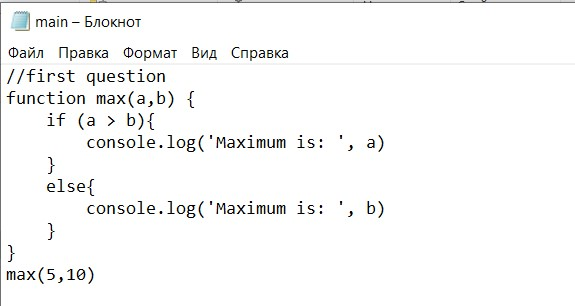 main – Блокнот
Файл Правка Формат Вид Справка
//first question
function max(a,b) {
    if (a > b){
        console.log('Maximum is: ', a)
    }
    else{
        console.log('Maximum is: ', b)
    }
}
max(5,10)